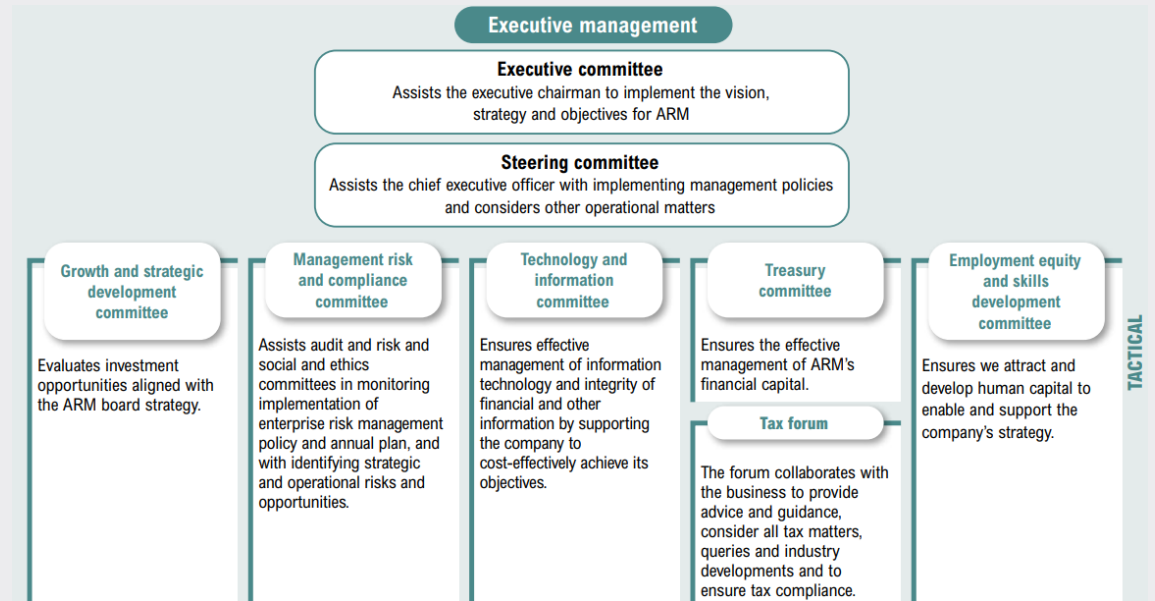 Executive management
Executive committee
Assists the executive chairman to implement the vision,
strategy and objectives for ARM
Steering committee
Assists the chief executive officer with implementing management policies
and considers other operational matters
Growth and strategic
development
committee
Evaluates investment
opportunities aligned with
the ARM board strategy.
Management risk
and compliance
committee
Assists audit and risk and
social and ethics
committees in monitoring
implementation of
enterprise risk management
policy and annual plan, and
with identifying strategic
and operational risks and
opportunities.
Technology and
information
committee
Ensures effective
management of information
technology and integrity of
financial and other
information by supporting
the company to
cost-effectively achieve its
objectives.
Treasury
committee
Ensures the effective
management of ARM’s
financial capital.
Tax forum
The forum collaborates with
the business to provide
advice and guidance,
consider all tax matters,
queries and industry
developments and to
ensure tax compliance.
Employment equity
and skills
development
committee
Ensures we attract and
develop human capital to
enable and support the
company’s strategy.
TACTICAL